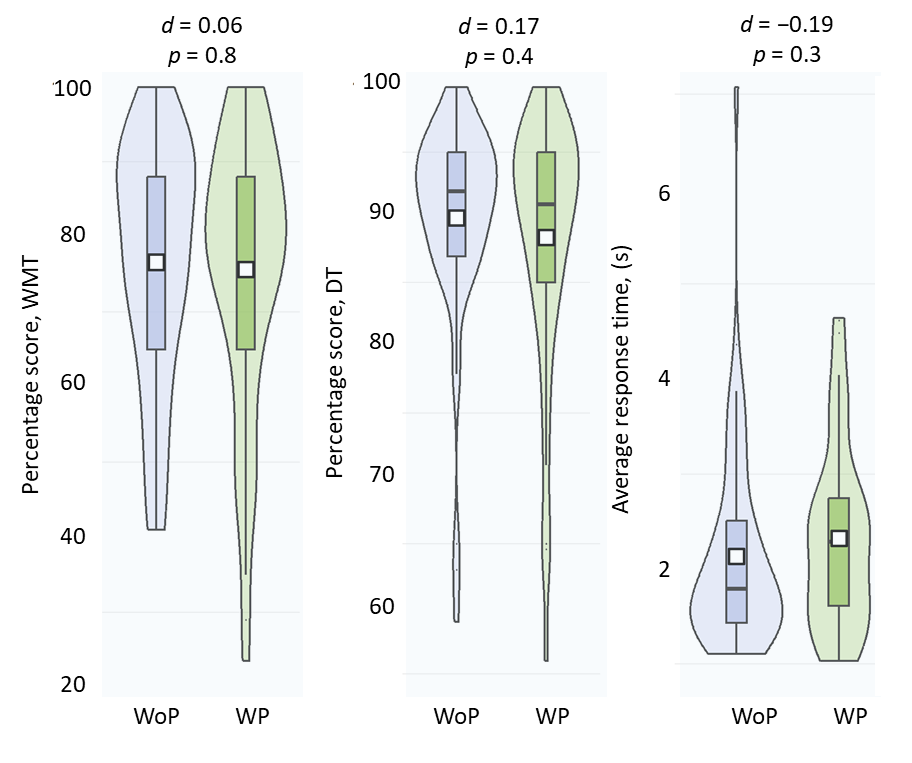 d = 0.06
p = 0.8
d = 0.17
p = 0.4
d = −0.19
p = 0.3
Percentage score, WMT
100
80
60
40
20
WoP
WP
Percentage score, DT
100
90
80
70
60
WoP
WP
Average response time, (s)
6
4
2
WoP
WP